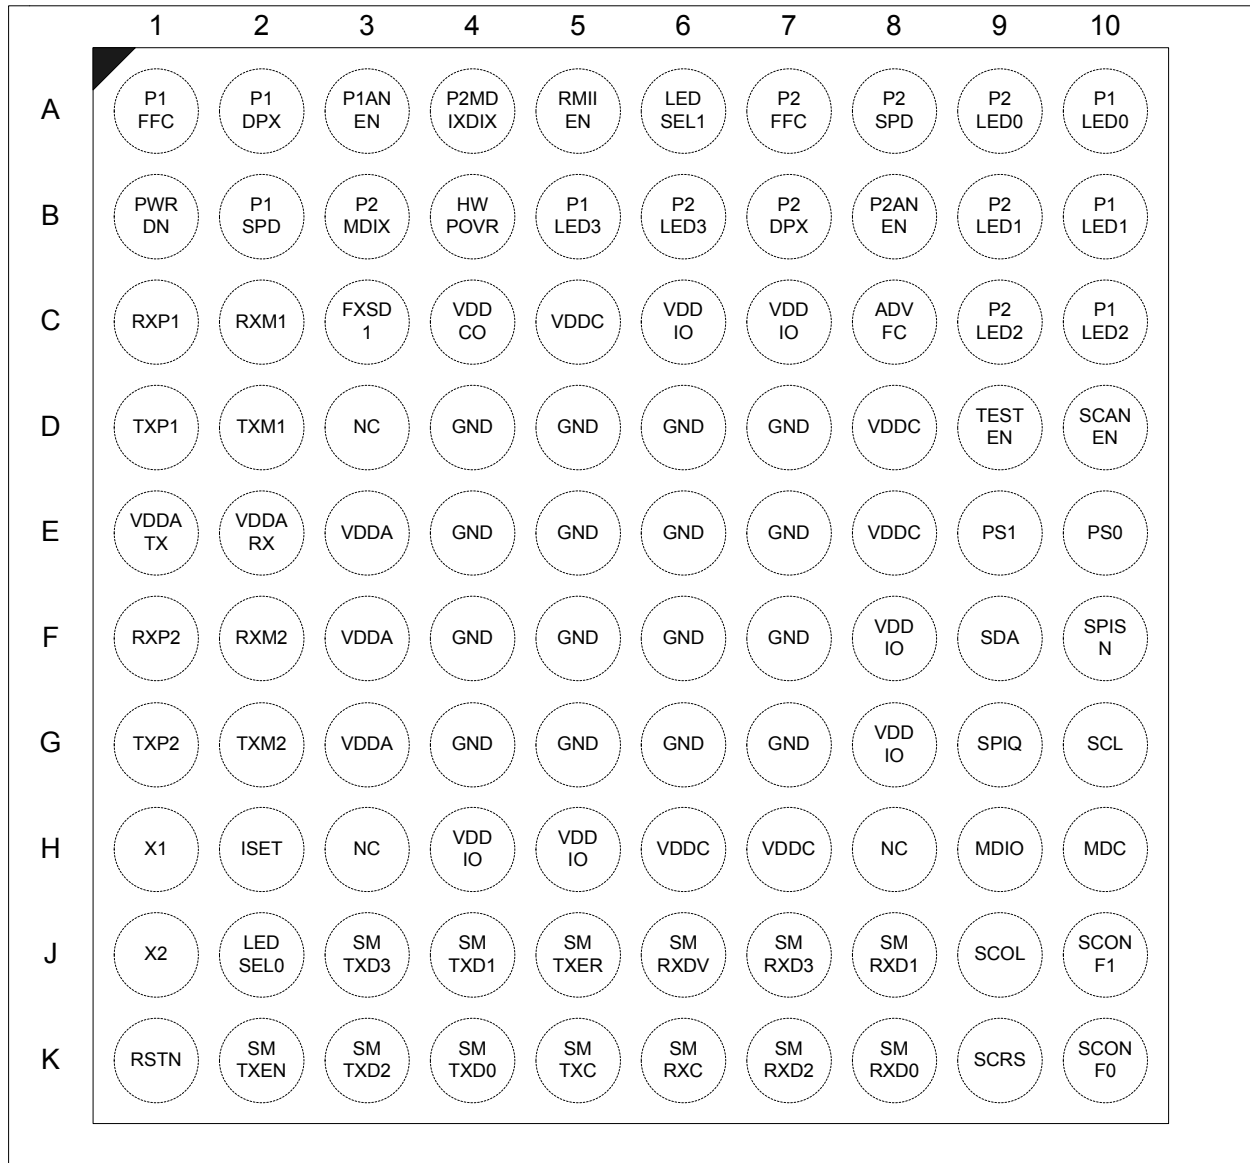 1 2 3 4 5 6 7 8 9 10
A
P1 P1 P1AN P2MD RMII LED P2 P2 P2 P1
FFC DPX EN IXDIX EN SEL1 FFC SPD LED0 LED0
B
PWR P1 P2 HW P1 P2 P2 P2AN P2 P1
DN SPD MDIX POVR LED3 LED3 DPX EN LED1 LED1
C
RXP1 RXM1 FXSD VDD VDDC VDD VDD ADV P2 P1
1 CO IO IO FC LED2 LED2
D
TXP1 TXM1 NC GND GND GND GND VDDC TEST SCAN
EN EN
E
VDDA VDDA VDDA GND GND GND GND VDDC PS1 PS0
TX RX
F
RXP2 RXM2 VDDA GND GND GND GND VDD SDA SPIS
IO N
G
TXP2 TXM2 VDDA GND GND GND GND VDD SPIQ SCL
IO
H
X1 ISET NC VDD VDD VDDC VDDC NC MDIO MDC
IO IO
J
X2 LED SM SM SM SM SM SM SCOL SCON
SEL0 TXD3 TXD1 TXER RXDV RXD3 RXD1 F1
K
RSTN SM SM SM SM SM SM SM SCRS SCON
TXEN TXD2 TXD0 TXC RXC RXD2 RXD0 F0